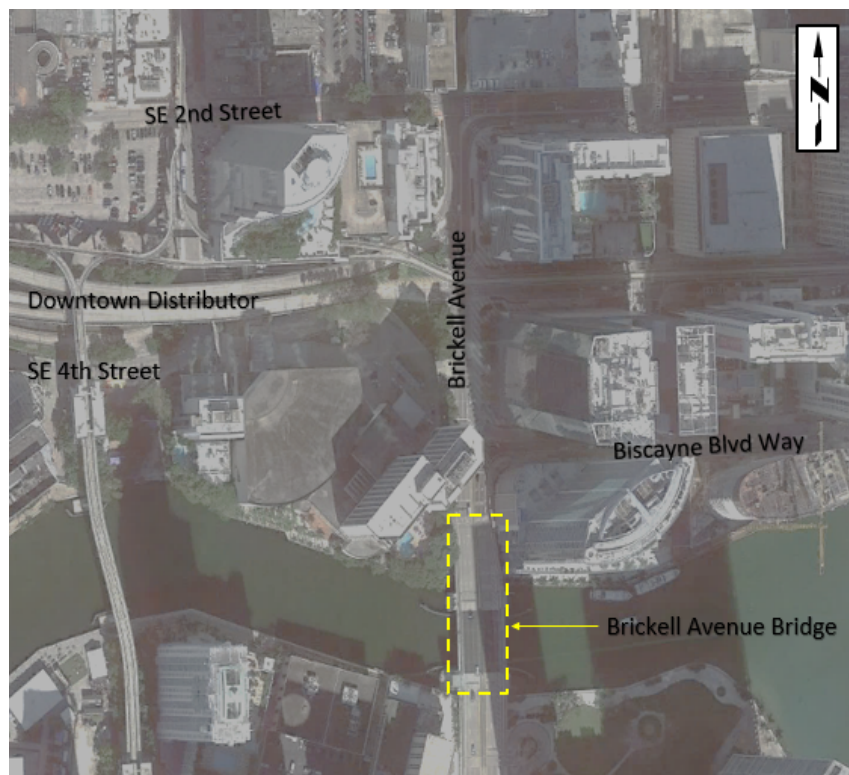 N
SE 2nd Street
Brickell Avenue
Downtown Distributor
SE 4th Street
Biscayne Blvd Way
Brickell Avenue Bridge